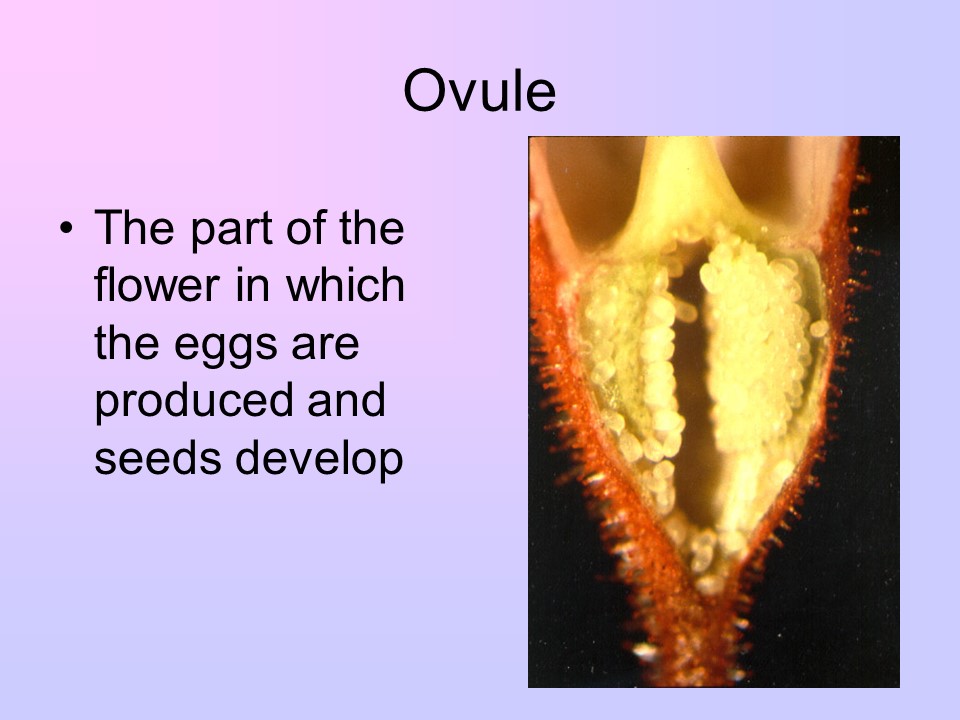 Ovule
• The part of the
flower in which
the eggs are
produced and
seeds develop